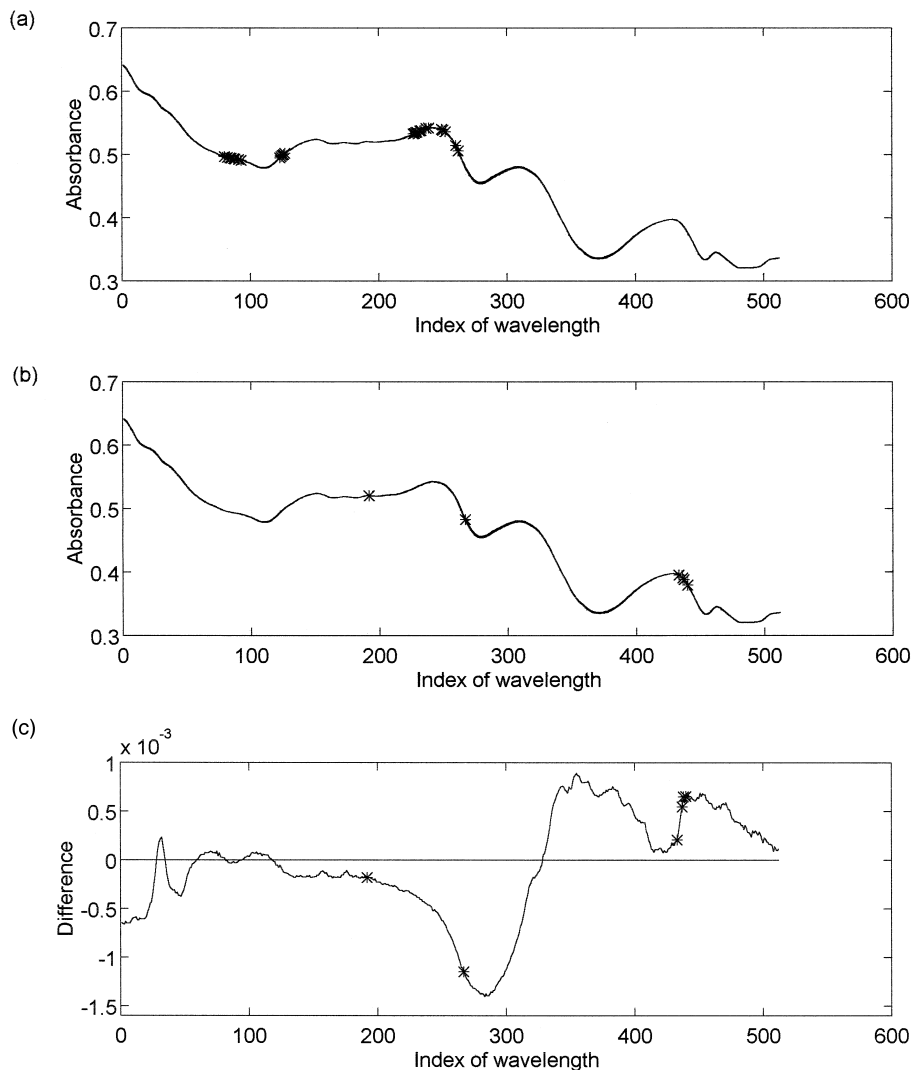 (a)
0.7
0.6
0.5
0.4
0.3
Absorbance
0 100 200 300 400 500 600
Index of wavelength
(b)
0.7
0.6
0.5
0.4
0.3
Absorbance
0 100 200 300 400 500 600
Index of wavelength
(c)
x 10-3
1
0.5
0
-0.5
-1
-1.5
Difference
0 100 200 300 400 500 600
Index of wavelength